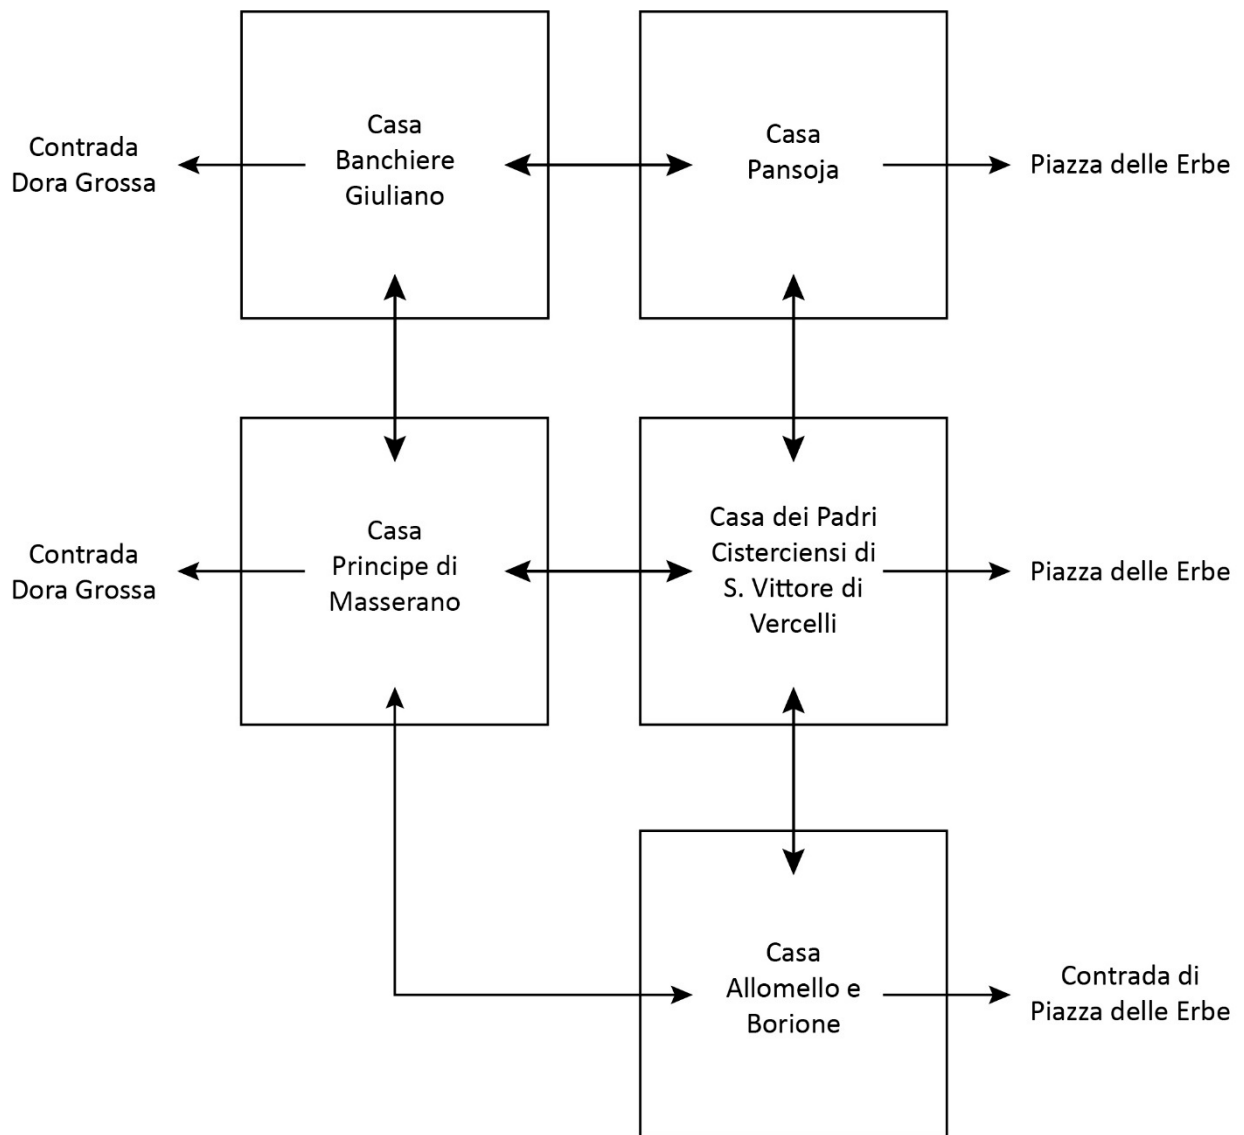 Contrada
Dora Grossa
Casa
Banchiere
Giuliano
Casa
Pansoja
Piazza delle Erbe
Contrada
Dora Grossa
Casa
Principe di
Masserano
Casa dei Padri
Cisterciensi di
S. Vittore di
Vercelli
Piazza delle Erbe
Casa
Allomello e
Borione
Contrada di
Piazza delle Erbe